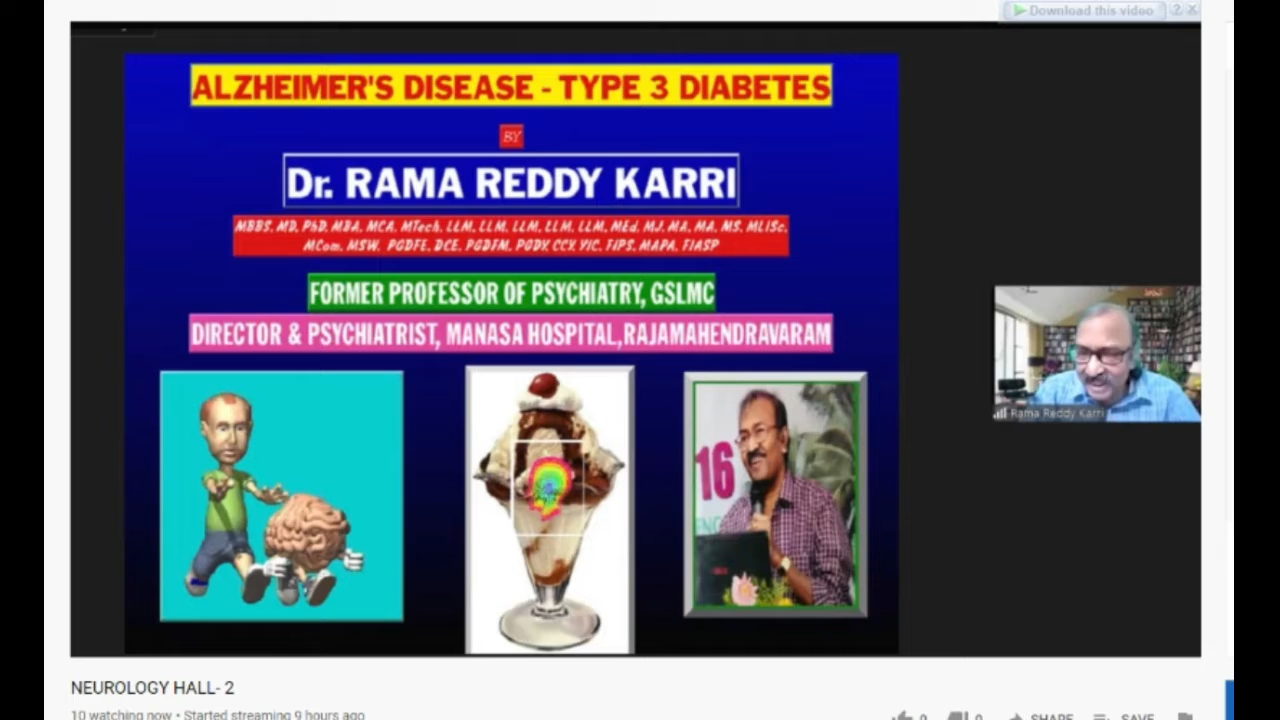 Download this video ? ×
ALZHEIMER'S DISEASE - TYPE 3 DIABETES
BY
Dr. RAMA REDDY KARRI
MBBS, MD, PhD, MBA, MCA, MTech, LLM, LLM, LLM, LLM, LLM, MEd, MJ, MA, MA, MS, MLISc,
MCom, MSW, PGDFE, DCE, PGDFM, PGDY, CCY, YIC, FIPS, MAPA, FIASP
FORMER PROFESSOR OF PSYCHIATRY, GSLMC
DIRECTOR & PSYCHIATRIST, MANASA HOSPITAL,RAJAMAHENDRAVARAM
16
Rama Reddy Karri
NEUROLOGY HALL- 2
10 watching now • Started streaming 9 hours ago
0 0 SHARE SAVE